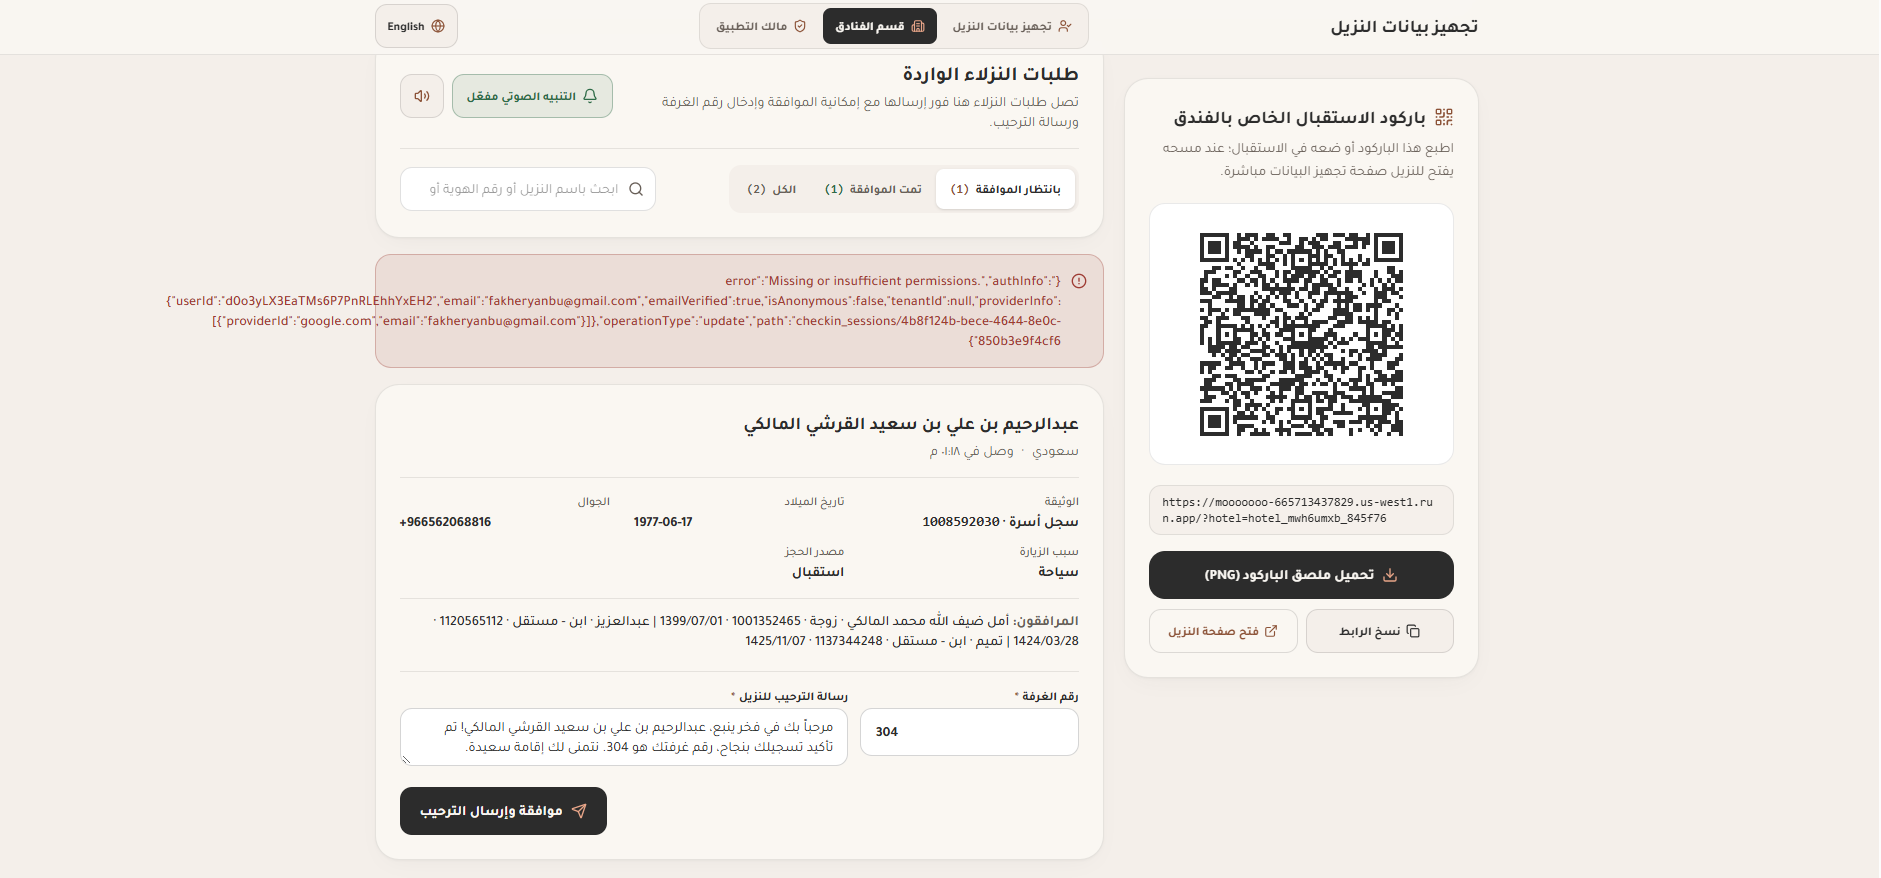 تجهيز بيانات النزيل
تجهيز بيانات النزيل
قسم الفنادق
مالك التطبيق
English
باركود الاستقبال الخاص بالفندق
اطبع هذا الباركود أو ضعه في الاستقبال؛ عند مسحه
يفتح للنزيل صفحة تجهيز البيانات مباشرة.
https://mooooooo-665713437829.us-west1.ru
n.app/?hotel=hotel_mwh6umxb_845f76
تحميل ملصق الباركود (PNG)
نسخ الرابط
فتح صفحة النزيل
طلبات النزلاء الواردة
تصل طلبات النزلاء هنا فور إرسالها مع إمكانية الموافقة وإدخال رقم الغرفة
ورسالة الترحيب.
التنبيه الصوتي مفعّل
بانتظار الموافقة (1)
تمت الموافقة (1)
الكل (2)
ابحث باسم النزيل أو رقم الهوية أو
{"error":"Missing or insufficient permissions.","authInfo":
{"userId":"d0o3yLX3EaTMs6P7PnRLEhhYxEH2","email":"fakheryanbu@gmail.com","emailVerified":true,"isAnonymous":false,"tenantId":null,"providerInfo":
[{"providerId":"google.com","email":"fakheryanbu@gmail.com"}]},"operationType":"update","path":"checkin_sessions/4b8f124b-bece-4644-8e0c-
850b3e9f4cf6"}
عبدالرحيم بن علي بن سعيد القرشي المالكي
سعودي · وصل في ٠١:١٨ م
الوثيقة
سجل أسرة · 1008592030
تاريخ الميلاد
1977-06-17
الجوال
+966562068816
سبب الزيارة
سياحة
مصدر الحجز
استقبال
المرافقون: أمل ضيف الله محمد المالكي · زوجة · 1001352465 · 1399/07/01 | عبدالعزيز · ابن - مستقل · 1120565112 ·
1424/03/28 | تميم · ابن - مستقل · 1137344248 · 1425/11/07
رقم الغرفة *
304
رسالة الترحيب للنزيل *
مرحباً بك في فخر ينبع، عبدالرحيم بن علي بن سعيد القرشي المالكي! تم
تأكيد تسجيلك بنجاح، رقم غرفتك هو 304. نتمنى لك إقامة سعيدة.
موافقة وإرسال الترحيب